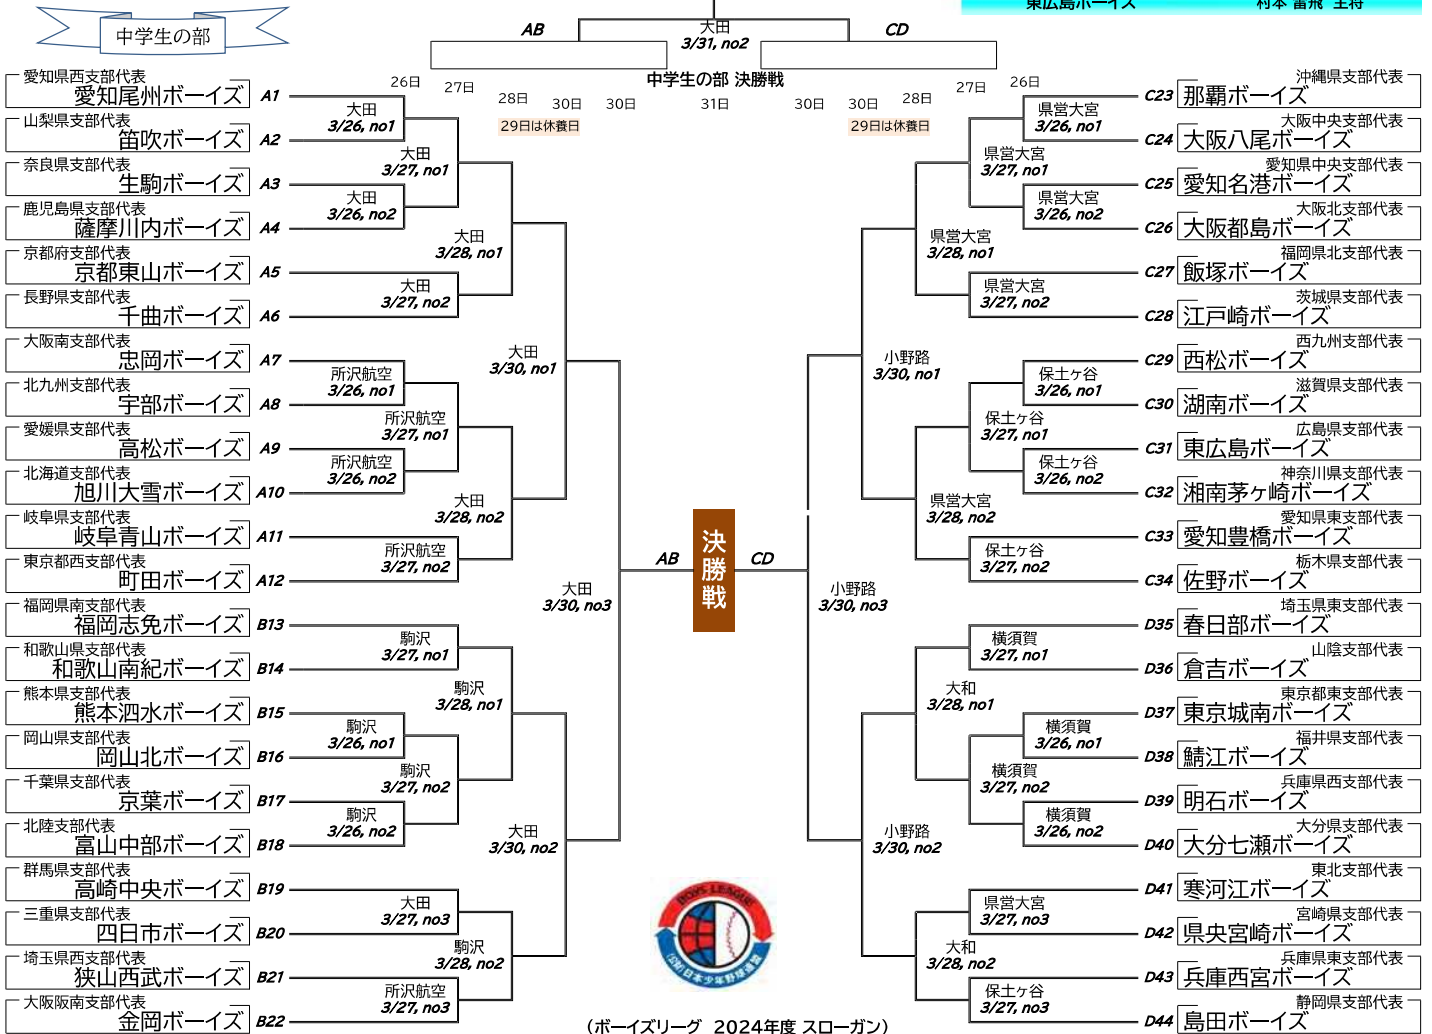 東広島ボーイズ 村本 雷飛 主将
中学生の部
AB 大田 CD
3/31, no2
中学生の部 決勝戦
26日 27日 28日 30日 30日 31日 30日 30日 28日 27日 26日
29日は休養日 29日は休養日
愛知県西支部代表
愛知尾州ボーイズ A1
山梨県支部代表
笛吹ボーイズ A2
奈良県支部代表
生駒ボーイズ A3
鹿児島県支部代表
薩摩川内ボーイズ A4
京都府支部代表
京都東山ボーイズ A5
長野県支部代表
千曲ボーイズ A6
大阪南支部代表
忠岡ボーイズ A7
北九州支部代表
宇部ボーイズ A8
愛媛県支部代表
高松ボーイズ A9
北海道支部代表
旭川大雪ボーイズ A10
岐阜県支部代表
岐阜青山ボーイズ A11
東京都西支部代表
町田ボーイズ A12
福岡県南支部代表
福岡志免ボーイズ B13
和歌山県支部代表
和歌山南紀ボーイズ B14
熊本県支部代表
熊本泗水ボーイズ B15
岡山県支部代表
岡山北ボーイズ B16
千葉県支部代表
京葉ボーイズ B17
北陸支部代表
富山中部ボーイズ B18
群馬県支部代表
高崎中央ボーイズ B19
三重県支部代表
四日市ボーイズ B20
埼玉県西支部代表
狭山西武ボーイズ B21
大阪阪南支部代表
金岡ボーイズ B22
大田
3/26, no1
大田
3/27, no1
大田
3/26, no2
大田
3/28, no1
大田
3/27, no2
大田
3/30, no1
所沢航空
3/26, no1
所沢航空
3/27, no1
所沢航空
3/26, no2
大田
3/28, no2
所沢航空
3/27, no2
大田
3/30, no3
駒沢
3/27, no1
駒沢
3/28, no1
駒沢
3/26, no1
駒沢
3/27, no2
駒沢
3/26, no2
大田
3/30, no2
大田
3/27, no3
駒沢
3/28, no2
所沢航空
3/27, no3
AB 決勝戦 CD
県営大宮
3/26, no1
県営大宮
3/27, no1
県営大宮
3/26, no2
県営大宮
3/28, no1
県営大宮
3/27, no2
小野路
3/30, no1
保土ヶ谷
3/26, no1
保土ヶ谷
3/27, no1
保土ヶ谷
3/26, no2
県営大宮
3/28, no2
保土ヶ谷
3/27, no2
小野路
3/30, no3
横須賀
3/27, no1
大和
3/28, no1
横須賀
3/26, no1
横須賀
3/27, no2
横須賀
3/26, no2
小野路
3/30, no2
県営大宮
3/27, no3
大和
3/28, no2
保土ヶ谷
3/27, no3
沖縄県支部代表
C23 那覇ボーイズ
大阪中央支部代表
C24 大阪八尾ボーイズ
愛知県中央支部代表
C25 愛知名港ボーイズ
大阪北支部代表
C26 大阪都島ボーイズ
福岡県北支部代表
C27 飯塚ボーイズ
茨城県支部代表
C28 江戸崎ボーイズ
西九州支部代表
C29 西松ボーイズ
滋賀県支部代表
C30 湖南ボーイズ
広島県支部代表
C31 東広島ボーイズ
神奈川県支部代表
C32 湘南茅ヶ崎ボーイズ
愛知県東支部代表
C33 愛知豊橋ボーイズ
栃木県支部代表
C34 佐野ボーイズ
埼玉県東支部代表
D35 春日部ボーイズ
山陰支部代表
D36 倉吉ボーイズ
東京都東支部代表
D37 東京城南ボーイズ
福井県支部代表
D38 鯖江ボーイズ
兵庫県西支部代表
D39 明石ボーイズ
大分県支部代表
D40 大分七瀬ボーイズ
東北支部代表
D41 寒河江ボーイズ
宮崎県支部代表
D42 県央宮崎ボーイズ
兵庫県東支部代表
D43 兵庫西宮ボーイズ
静岡県支部代表
D44 島田ボーイズ
BOYS LEAGUE
(公財)日本少年野球連盟
(ボーイズリーグ 2024年度 スローガン)